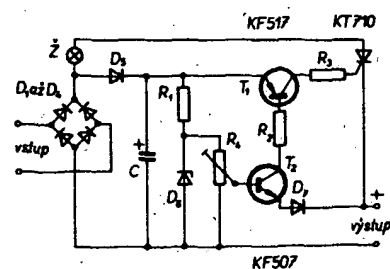 KF517 KT710
Ž D5 R3
T1
D1 až D4 R1 R2
vstup + C R4 T2
D6 D7 +
výstup
KF507